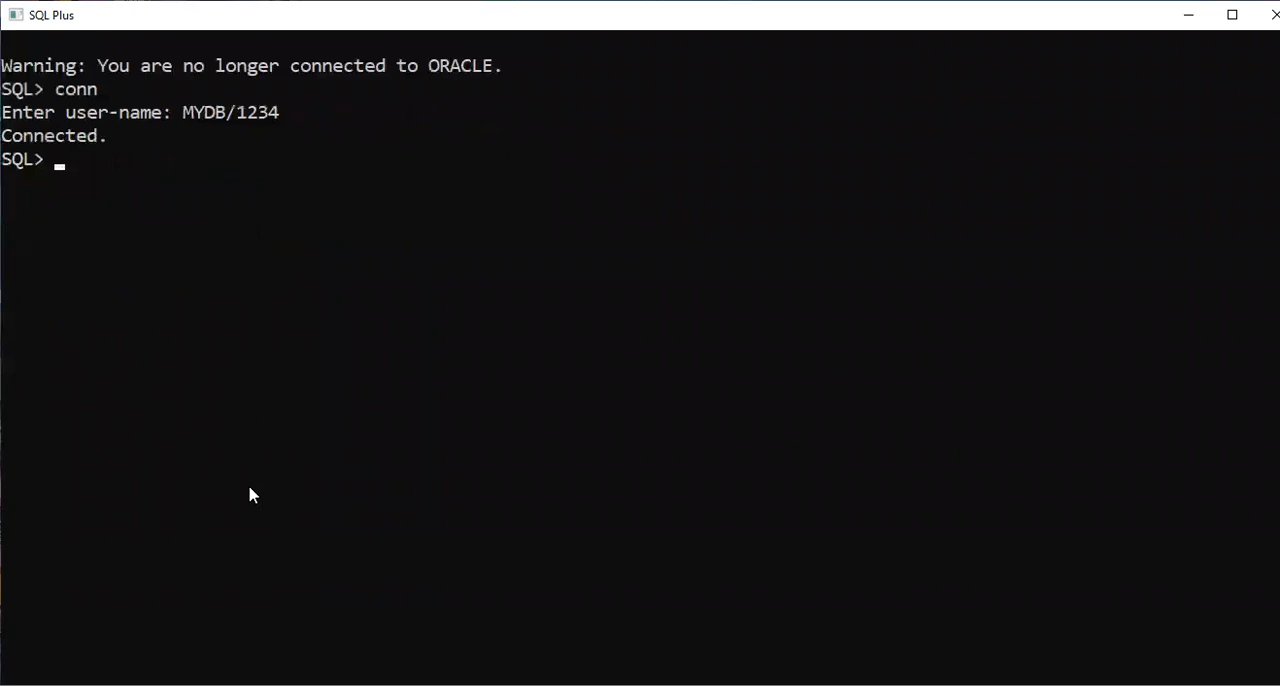 SQL Plus
Warning: You are no longer connected to ORACLE.
SQL> conn
Enter user-name: MYDB/1234
Connected.
SQL>